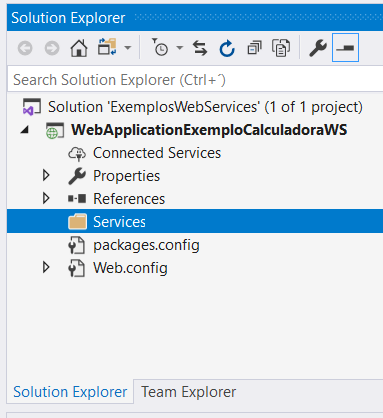 Solution Explorer
Search Solution Explorer (Ctrl+´)
Solution 'ExemplosWebServices' (1 of 1 project)
WebApplicationExemploCalculadoraWS
Connected Services
Properties
References
Services
packages.config
Web.config
Solution Explorer Team Explorer